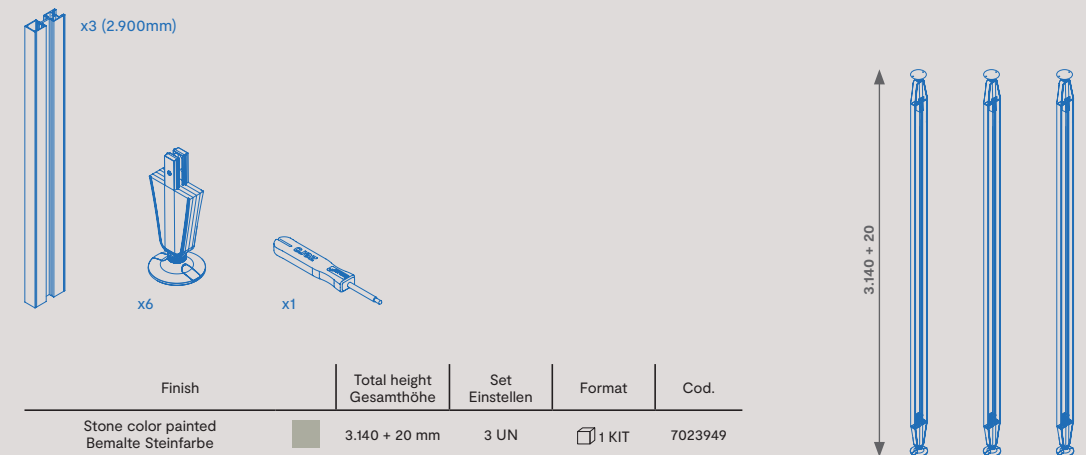 x3 (2.900mm)
x6
x1
3.140 + 20
Finish
Total height
Gesamthöhe
Set
Einstellen
Format
Cod.
Stone color painted
Bemalte Steinfarbe
3.140 + 20 mm
3 UN
1 KIT
7023949